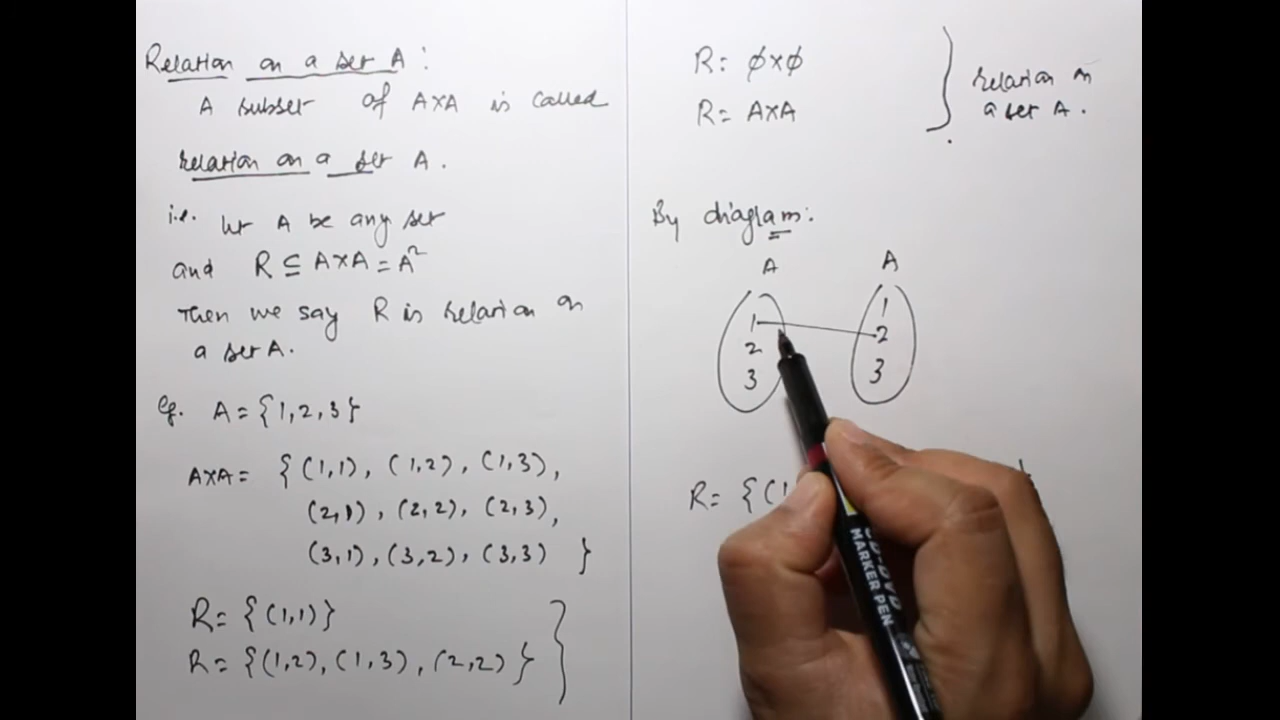 Relation on a set A :
A subset of A×A is called
relation on a set A.
i.e. let A be any set
and R ⊆ A×A = A²
Then we say R is relation on
a set A.
Eg. A = {1,2,3}
A×A = { (1,1), (1,2), (1,3),
(2,1), (2,2), (2,3),
(3,1), (3,2), (3,3) }
R = {(1,1)}
R = {(1,2), (1,3), (2,2)}
R = ϕ×ϕ
R = A×A
relation on
a set A.
By diagram:
A A
1 1
2 2
3 3
R = {(1
MARKER PEN